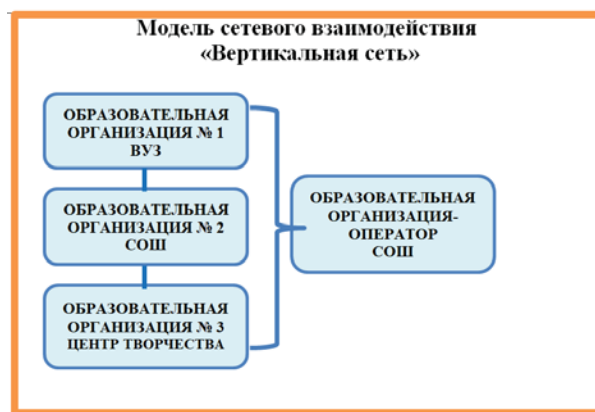 Модель сетевого взаимодействия
«Вертикальная сеть»
ОБРАЗОВАТЕЛЬНАЯ
ОРГАНИЗАЦИЯ № 1
ВУЗ
ОБРАЗОВАТЕЛЬНАЯ
ОРГАНИЗАЦИЯ № 2
СОШ
ОБРАЗОВАТЕЛЬНАЯ
ОРГАНИЗАЦИЯ № 3
ЦЕНТР ТВОРЧЕСТВА
ОБРАЗОВАТЕЛЬНАЯ
ОРГАНИЗАЦИЯ-
ОПЕРАТОР
СОШ